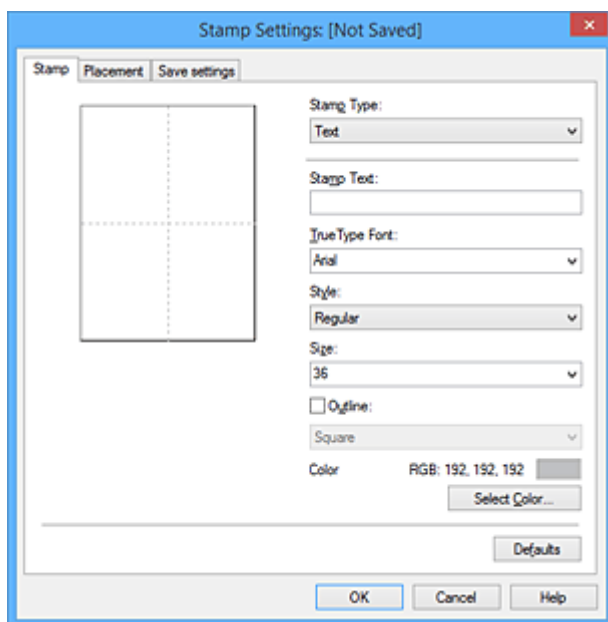 Stamp Settings: [Not Saved]
Stamp Placement Save settings
Stamp Type:
Text
Stamp Text:
TrueType Font:
Arial
Style:
Regular
Size:
36
Outline:
Square
Color RGB: 192, 192, 192
Select Color...
Defaults
OK Cancel Help